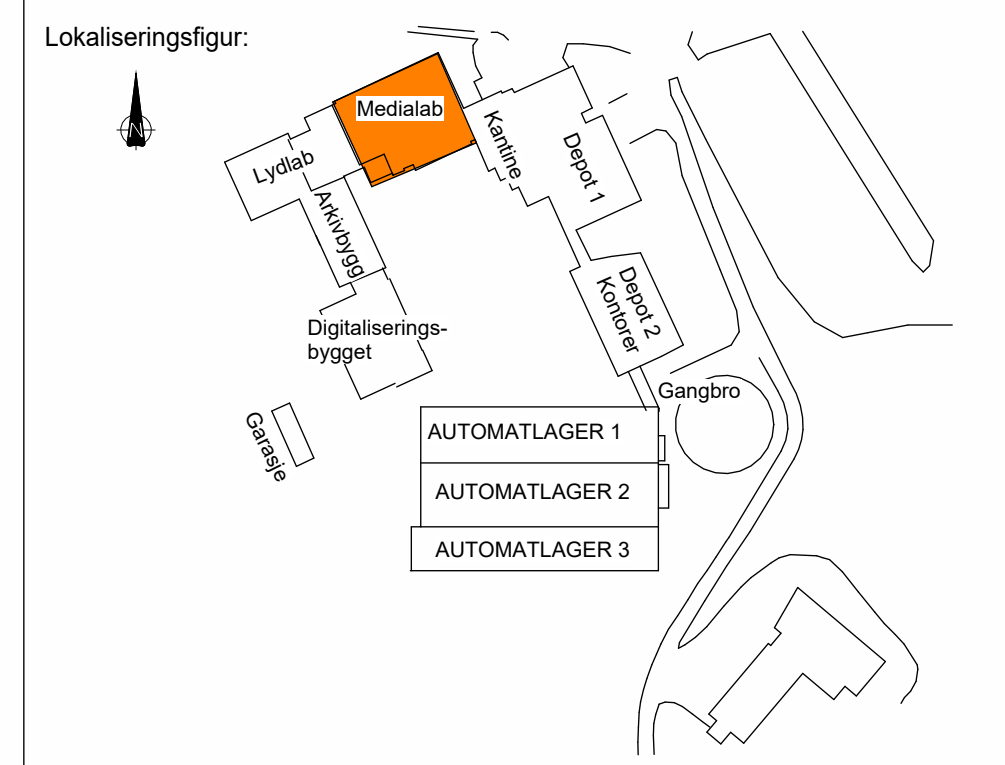 Lokaliseringsfigur:
N
Medialab
Lydlab
Kantine
Depot 1
Arkivbygg
Digitaliserings-
bygget
Depot 2
Kontorer
Gangbro
Garasje
AUTOMATLAGER 1
AUTOMATLAGER 2
AUTOMATLAGER 3